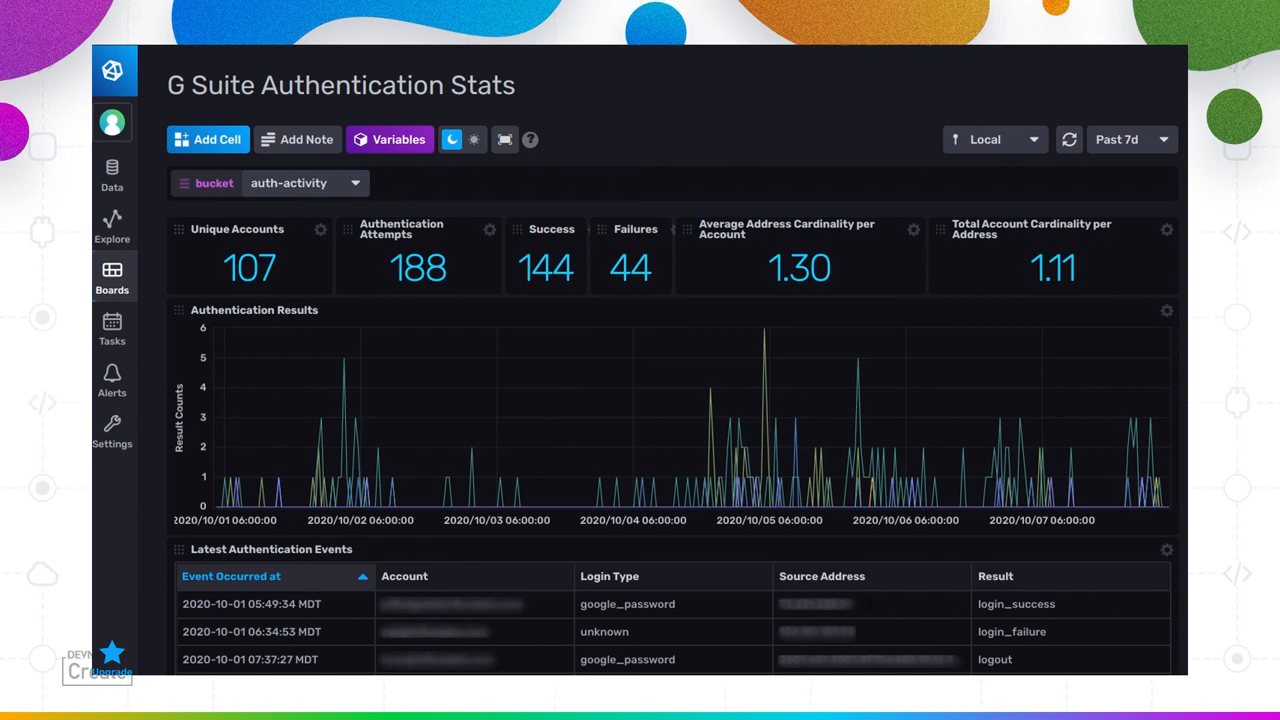 G Suite Authentication Stats
Add Cell Add Note Variables ? Local Past 7d
bucket auth-activity
Data
Explore
Boards
Tasks
Alerts
Settings
Upgrade
Unique Accounts
107
Authentication
Attempts
188
Success
144
Failures
44
Average Address Cardinality per
Account
1.30
Total Account Cardinality per
Address
1.11
Authentication Results
Result Counts
6
5
4
3
2
1
0
2020/10/01 06:00:00 2020/10/02 06:00:00 2020/10/03 06:00:00 2020/10/04 06:00:00 2020/10/05 06:00:00 2020/10/06 06:00:00 2020/10/07 06:00:00
Latest Authentication Events
Event Occurred at Account Login Type Source Address Result
2020-10-01 05:49:34 MDT google_password login_success
2020-10-01 06:34:53 MDT unknown login_failure
2020-10-01 07:37:27 MDT google_password logout